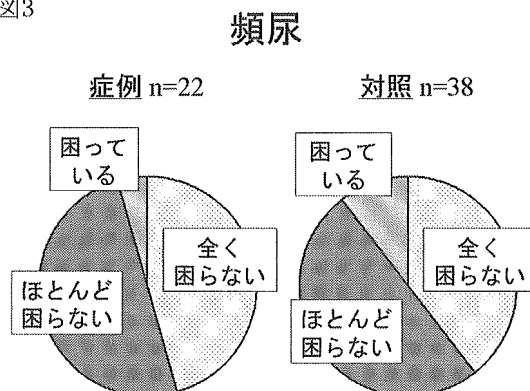 図3
頻尿
症例 n=22
対照 n=38
困って
いる
全く
困らない
ほとんど
困らない
困って
いる
全く
困らない
ほとんど
困らない